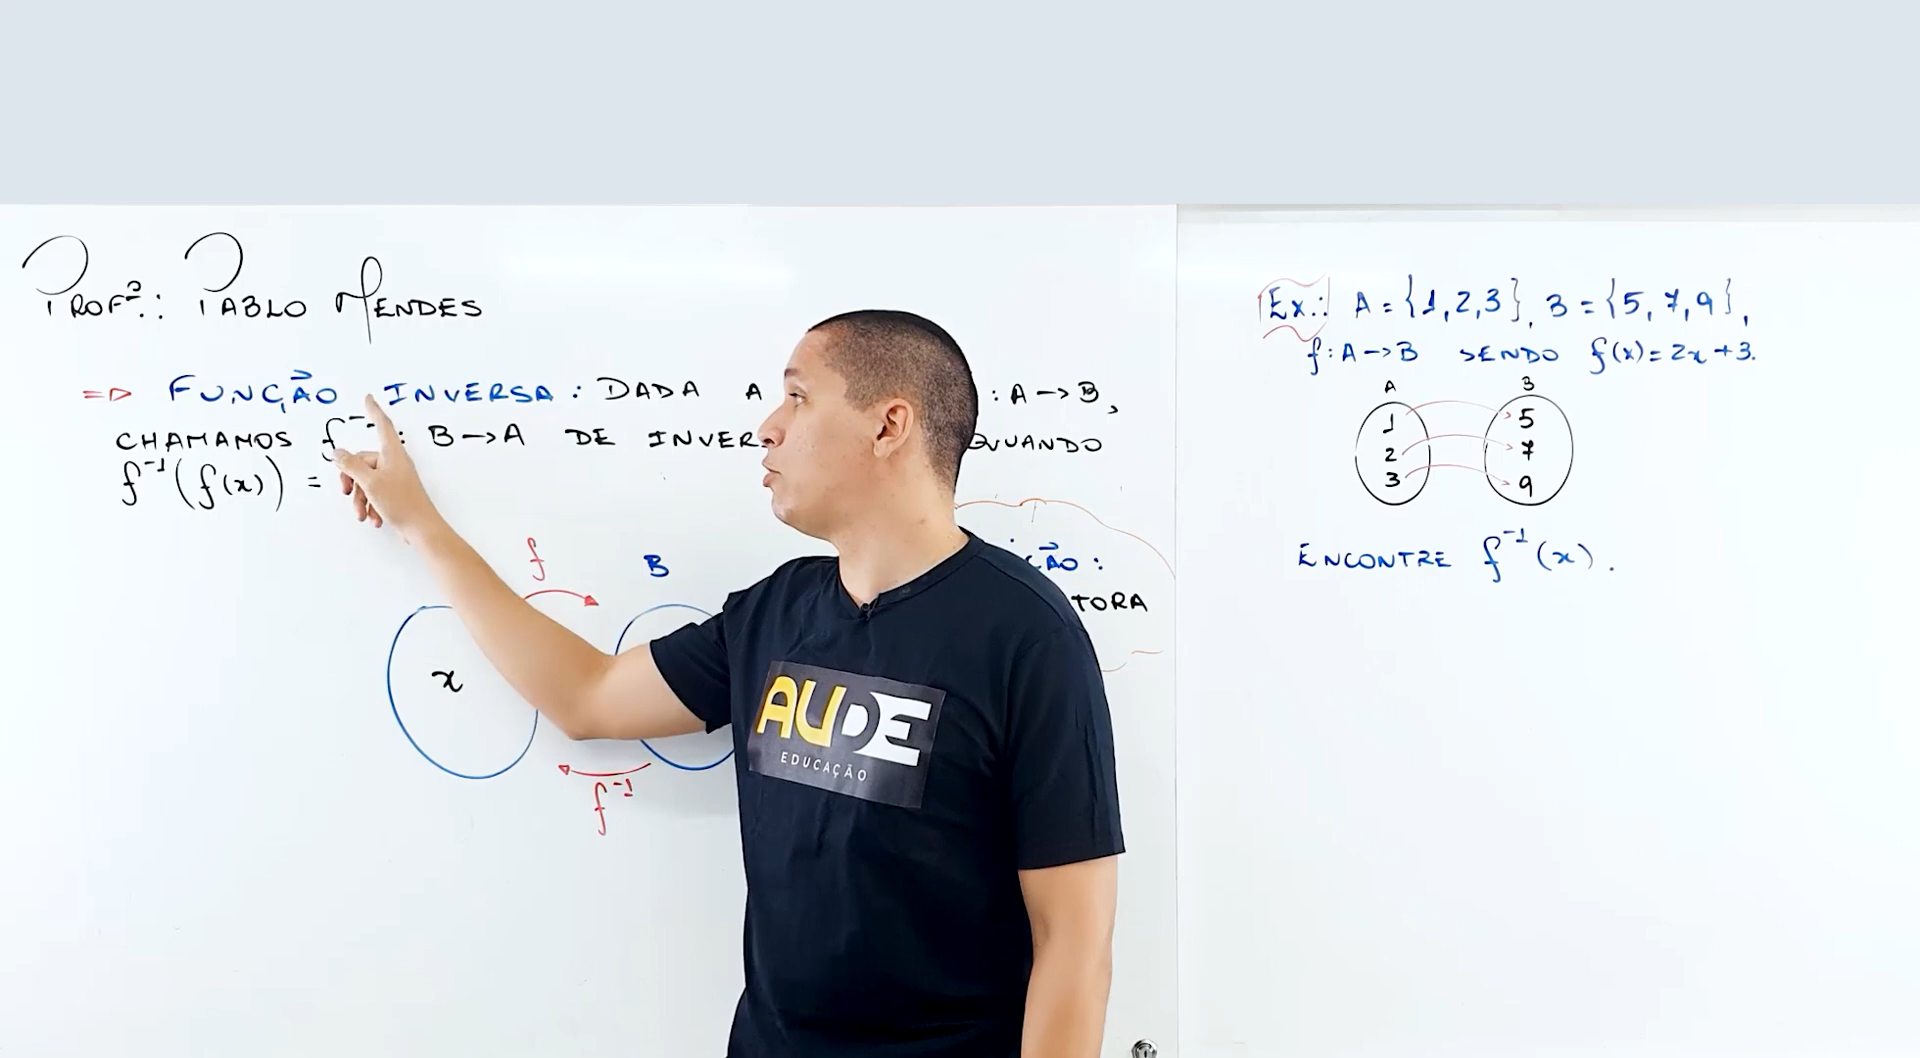 PROFº.: PABLO MENDES
=> FUNÇÃO INVERSA: DADA A : A->B,
CHAMAMOS f⁻¹: B->A DE INVER QUANDO
f⁻¹(f(x)) =
f
B
ÇÃO:
TORA
x
f⁻¹
AUDE
EDUCAÇÃO
Ex.: A={1,2,3}, B={5,7,9},
f:A->B SENDO f(x)=2x+3.
A B
1 5
2 7
3 9
ENCONTRE f⁻¹(x).